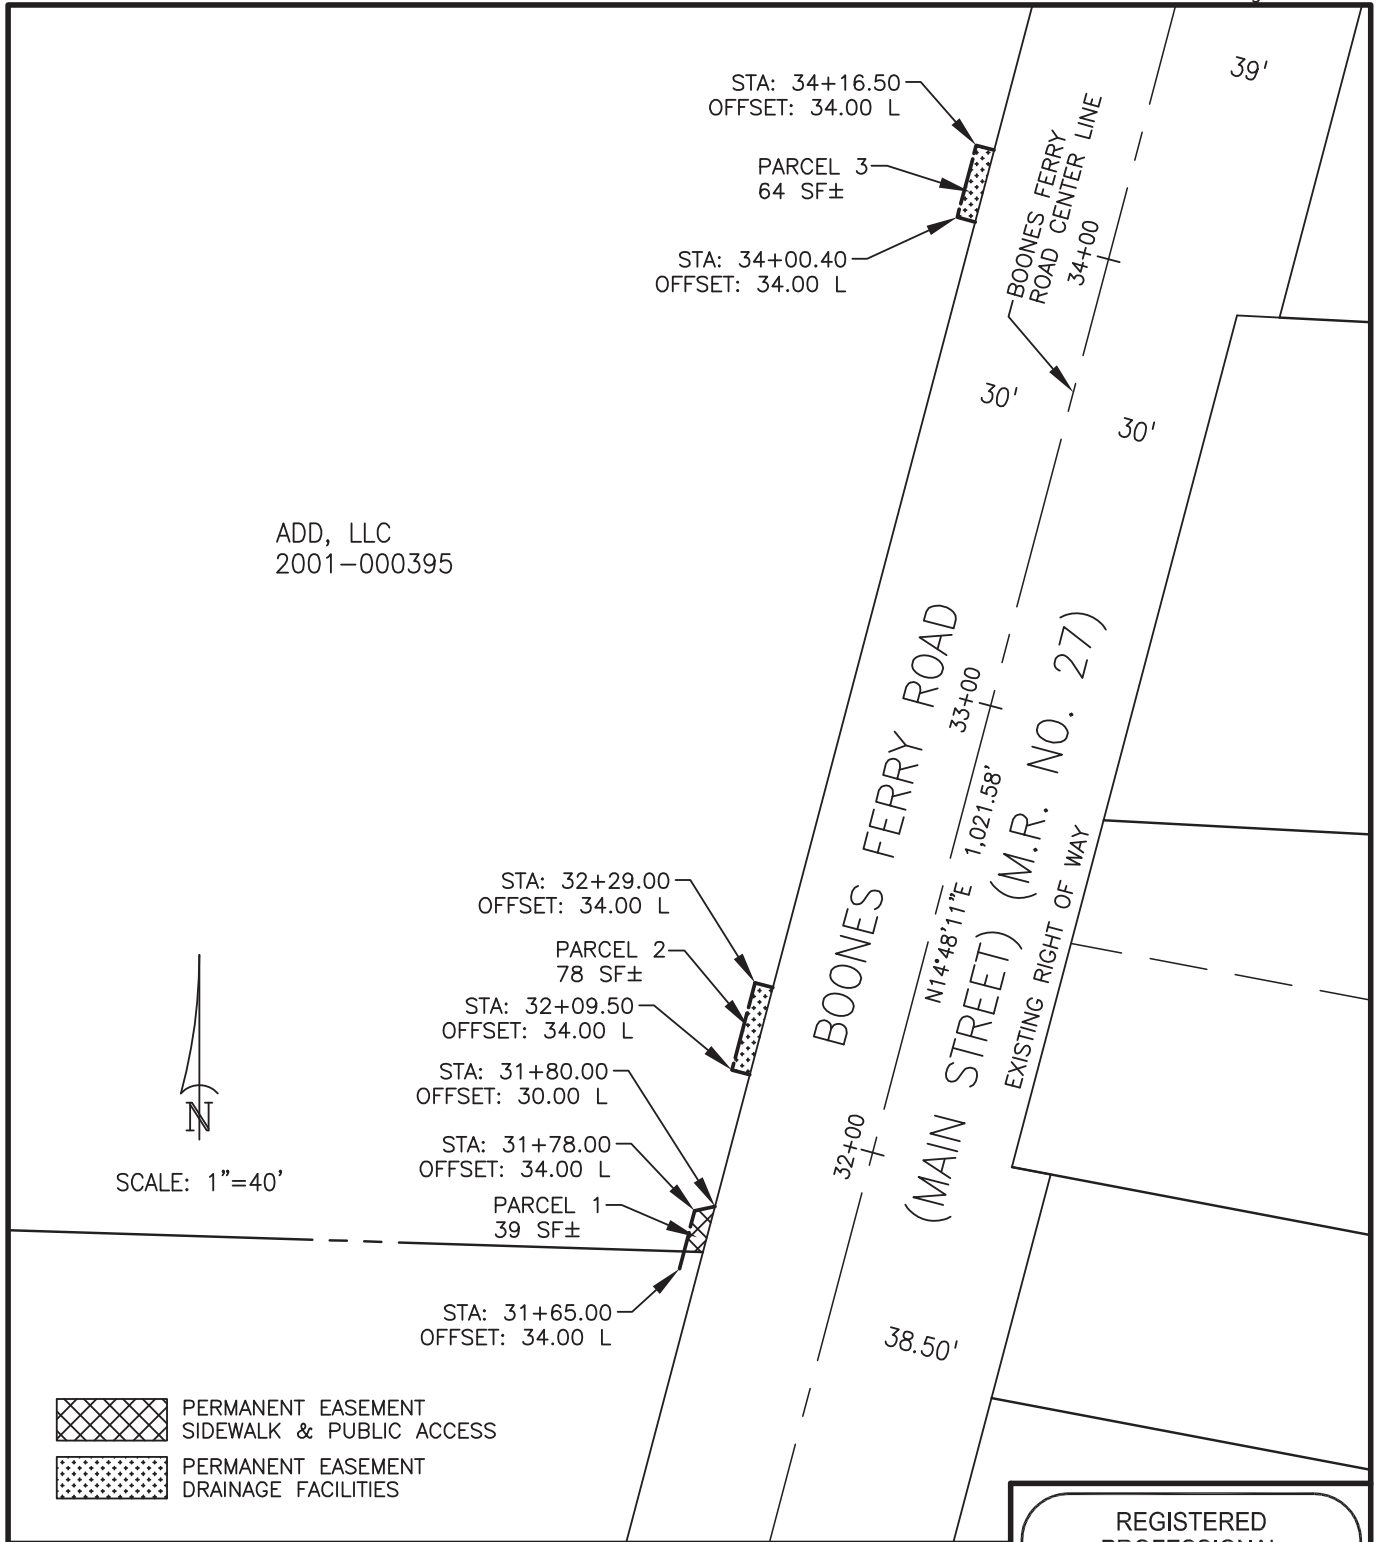 STA: 34+16.50
OFFSET: 34.00 L
PARCEL 3
64 SF±
STA: 34+00.40
OFFSET: 34.00 L
39'
BOONES FERRY
ROAD CENTER LINE
34+00
30'
30'
ADD, LLC
2001-000395
BOONES FERRY ROAD
33+00
(MAIN STREET) (M.R. NO. 27)
N14°48'11"E 1,021.58'
EXISTING RIGHT OF WAY
STA: 32+29.00
OFFSET: 34.00 L
PARCEL 2
78 SF±
STA: 32+09.50
OFFSET: 34.00 L
STA: 31+80.00
OFFSET: 30.00 L
STA: 31+78.00
OFFSET: 34.00 L
PARCEL 1
39 SF±
STA: 31+65.00
OFFSET: 34.00 L
32+00
N
SCALE: 1"=40'
38.50'
PERMANENT EASEMENT
SIDEWALK & PUBLIC ACCESS
PERMANENT EASEMENT
DRAINAGE FACILITIES
REGISTERED
PROFESSIONAL